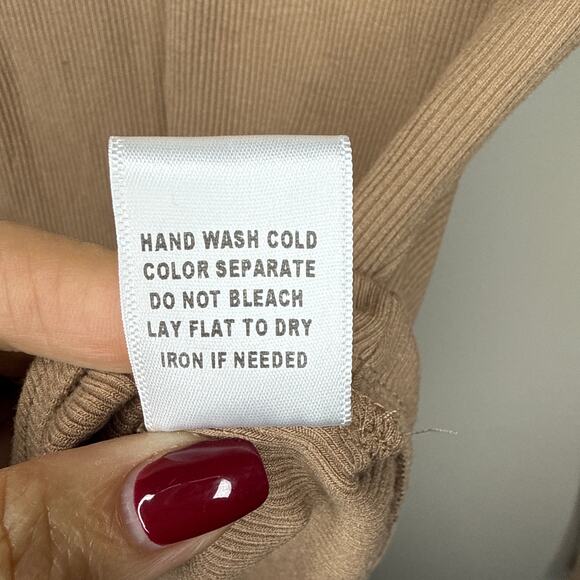 HAND WASH COLD
COLOR SEPARATE
DO NOT BLEACH
LAY FLAT TO DRY
IRON IF NEEDED